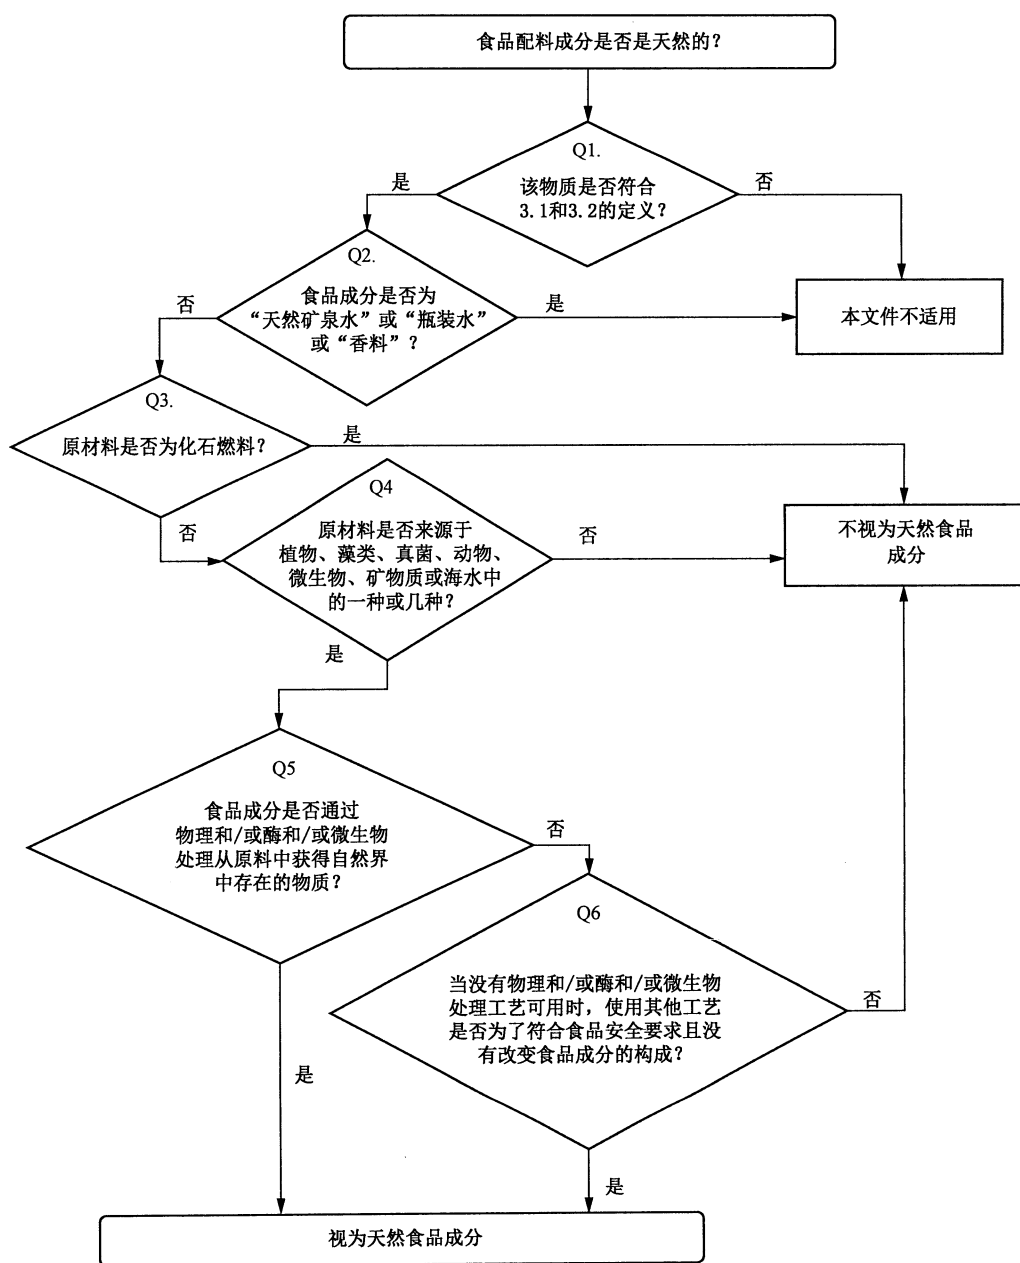 食品配料成分是否是天然的？
Q1.
该物质是否符合
3.1和3.2的定义？
是
否
Q2.
食品成分是否为
“天然矿泉水”或“瓶装水”
或“香料”？
否
是
本文件不适用
Q3.
原材料是否为化石燃料？
是
否
Q4
原材料是否来源于
植物、藻类、真菌、动物、
微生物、矿物质或海水中
的一种或几种？
否
不视为天然食品
成分
是
Q5
食品成分是否通过
物理和/或酶和/或微生物
处理从原料中获得自然界
中存在的物质？
否
Q6
当没有物理和/或酶和/或微生物
处理工艺可用时，使用其他工艺
是否为了符合食品安全要求且没
有改变食品成分的构成？
否
是
是
视为天然食品成分